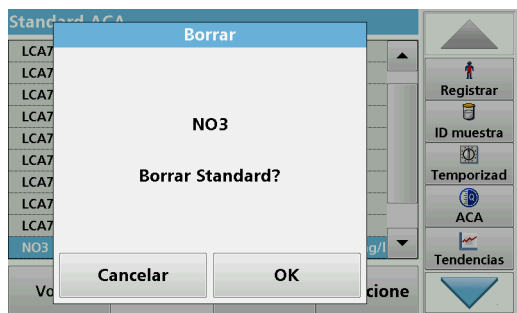 Standard ACA
Borrar
LCA7
LCA7
LCA7
LCA7
LCA7
LCA7
LCA7
LCA7
LCA7
NO3
g/l
NO3
Borrar Standard?
Cancelar
OK
Vo
cione
Registrar
ID muestra
Temporizad
ACA
Tendencias